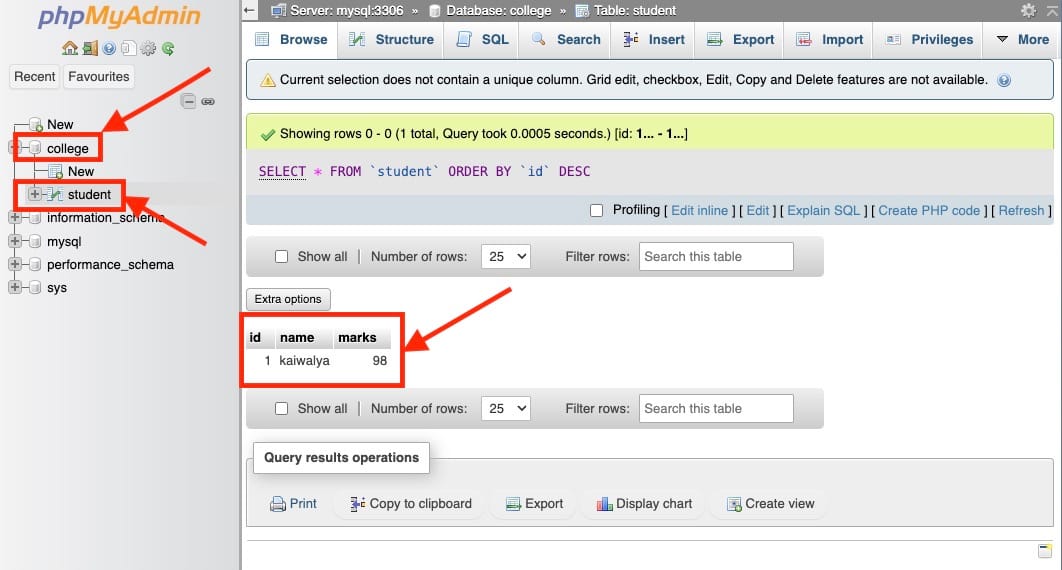 phpMyAdmin
Recent Favourites
New
college
New
student
information_schema
mysql
performance_schema
sys
Server: mysql:3306 » Database: college » Table: student
Browse Structure SQL Search Insert Export Import Privileges More
Current selection does not contain a unique column. Grid edit, checkbox, Edit, Copy and Delete features are not available.
Showing rows 0 - 0 (1 total, Query took 0.0005 seconds.) [id: 1... - 1...]
SELECT * FROM `student` ORDER BY `id` DESC
Profiling [ Edit inline ] [ Edit ] [ Explain SQL ] [ Create PHP code ] [ Refresh ]
Show all | Number of rows: 25 Filter rows: Search this table
Extra options
id name marks
1 kaiwalya 98
Show all | Number of rows: 25 Filter rows: Search this table
Query results operations
Print Copy to clipboard Export Display chart Create view